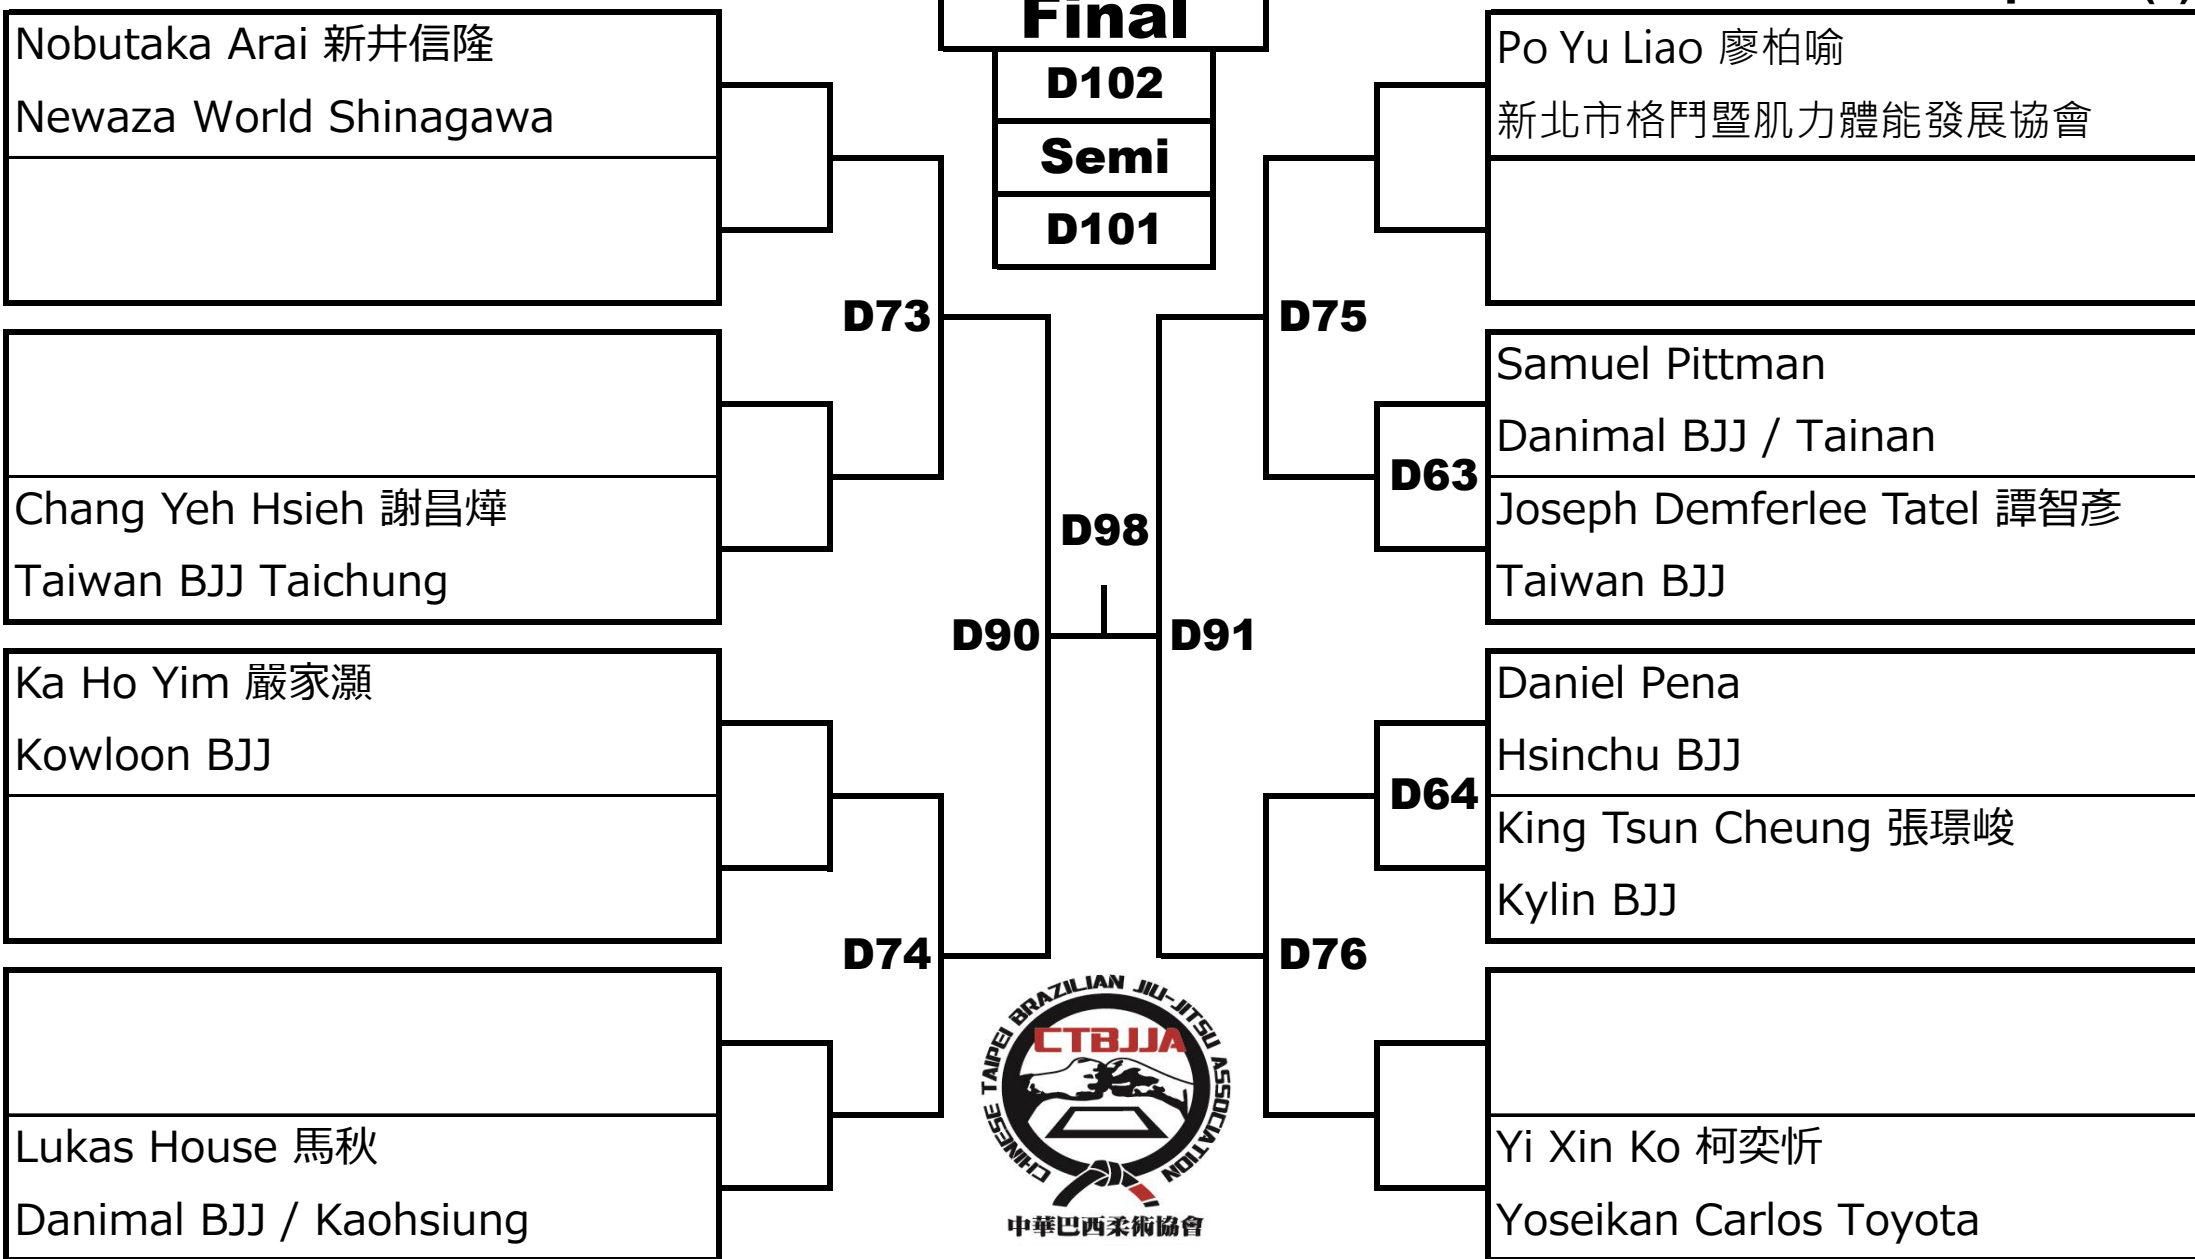 Final
D102
Semi
D101
Nobutaka Arai 新井信隆
Newaza World Shinagawa
Chang Yeh Hsieh 謝昌燁
Taiwan BJJ Taichung
Ka Ho Yim 嚴家灝
Kowloon BJJ
Lukas House 馬秋
Danimal BJJ / Kaohsiung
D73
D74
D90
D98
D91
D75
D76
D63
D64
Po Yu Liao 廖柏喻
新北市格鬥暨肌力體能發展協會
Samuel Pittman
Danimal BJJ / Tainan
Joseph Demferlee Tatel 譚智彥
Taiwan BJJ
Daniel Pena
Hsinchu BJJ
King Tsun Cheung 張璟峻
Kylin BJJ
Yi Xin Ko 柯奕忻
Yoseikan Carlos Toyota
CHINESE TAIPEI BRAZILIAN JIU-JITSU ASSOCIATION
CTBJJA
中華巴西柔術協會